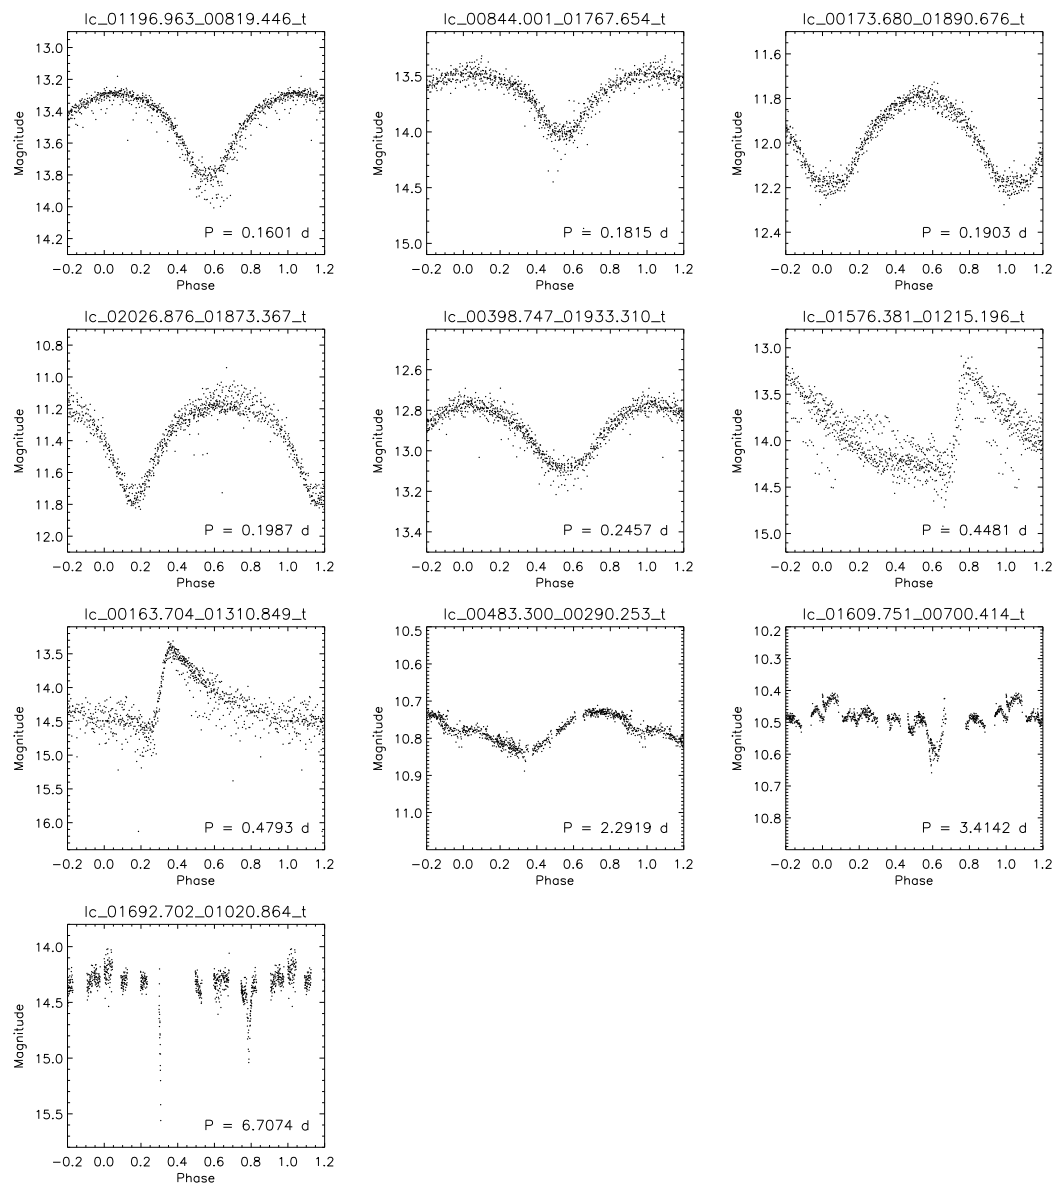 lc_01196.963_00819.446_t
lc_00844.001_01767.654_t
lc_00173.680_01890.676_t
13.0
13.2
13.4
13.6
13.8
14.0
14.2
Magnitude
P = 0.1601 d
−0.2 0.0 0.2 0.4 0.6 0.8 1.0 1.2
Phase
13.5
14.0
14.5
15.0
Magnitude
P = 0.1815 d
−0.2 0.0 0.2 0.4 0.6 0.8 1.0 1.2
Phase
11.6
11.8
12.0
12.2
12.4
Magnitude
P = 0.1903 d
−0.2 0.0 0.2 0.4 0.6 0.8 1.0 1.2
Phase
lc_02026.876_01873.367_t
lc_00398.747_01933.310_t
lc_01576.381_01215.196_t
10.8
11.0
11.2
11.4
11.6
11.8
12.0
Magnitude
P = 0.1987 d
−0.2 0.0 0.2 0.4 0.6 0.8 1.0 1.2
Phase
12.6
12.8
13.0
13.2
13.4
Magnitude
P = 0.2457 d
−0.2 0.0 0.2 0.4 0.6 0.8 1.0 1.2
Phase
13.0
13.5
14.0
14.5
15.0
Magnitude
P = 0.4481 d
−0.2 0.0 0.2 0.4 0.6 0.8 1.0 1.2
Phase
lc_00163.704_01310.849_t
lc_00483.300_00290.253_t
lc_01609.751_00700.414_t
13.5
14.0
14.5
15.0
15.5
16.0
Magnitude
P = 0.4793 d
−0.2 0.0 0.2 0.4 0.6 0.8 1.0 1.2
Phase
10.5
10.6
10.7
10.8
10.9
11.0
Magnitude
P = 2.2919 d
−0.2 0.0 0.2 0.4 0.6 0.8 1.0 1.2
Phase
10.2
10.3
10.4
10.5
10.6
10.7
10.8
Magnitude
P = 3.4142 d
−0.2 0.0 0.2 0.4 0.6 0.8 1.0 1.2
Phase
lc_01692.702_01020.864_t
14.0
14.5
15.0
15.5
Magnitude
P = 6.7074 d
−0.2 0.0 0.2 0.4 0.6 0.8 1.0 1.2
Phase